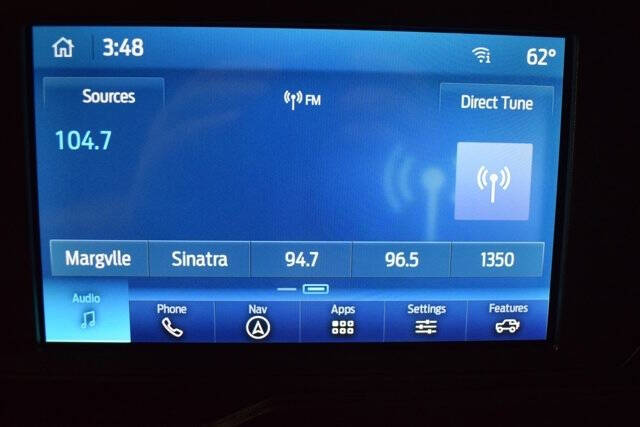 3:48 62°
Sources FM Direct Tune
104.7
Margvlle Sinatra 94.7 96.5 1350
Audio Phone Nav Apps Settings Features